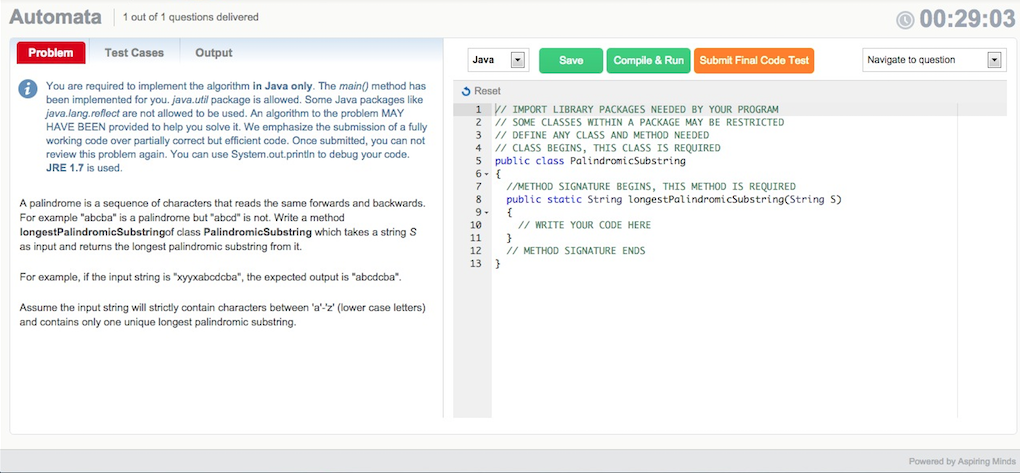 Automata
1 out of 1 questions delivered
00:29:03
Problem
Test Cases
Output
You are required to implement the algorithm in Java only. The main() method has
been implemented for you. java.util package is allowed. Some Java packages like
java.lang.reflect are not allowed to be used. An algorithm to the problem MAY
HAVE BEEN provided to help you solve it. We emphasize the submission of a fully
working code over partially correct but efficient code. Once submitted, you can not
review this problem again. You can use System.out.println to debug your code.
JRE 1.7 is used.
A palindrome is a sequence of characters that reads the same forwards and backwards.
For example "abcba" is a palindrome but "abcd" is not. Write a method
longestPalindromicSubstringof class PalindromicSubstring which takes a string S
as input and returns the longest palindromic substring from it.
For example, if the input string is "xyyxabcdcba", the expected output is "abcdcba".
Assume the input string will strictly contain characters between 'a'-'z' (lower case letters)
and contains only one unique longest palindromic substring.
Java
Save
Compile & Run
Submit Final Code Test
Navigate to question
Reset
1 // IMPORT LIBRARY PACKAGES NEEDED BY YOUR PROGRAM
2 // SOME CLASSES WITHIN A PACKAGE MAY BE RESTRICTED
3 // DEFINE ANY CLASS AND METHOD NEEDED
4 // CLASS BEGINS, THIS CLASS IS REQUIRED
5 public class PalindromicSubstring
6 {
7 //METHOD SIGNATURE BEGINS, THIS METHOD IS REQUIRED
8 public static String longestPalindromicSubstring(String S)
9 {
10 // WRITE YOUR CODE HERE
11 }
12 // METHOD SIGNATURE ENDS
13 }
Powered by Aspiring Minds